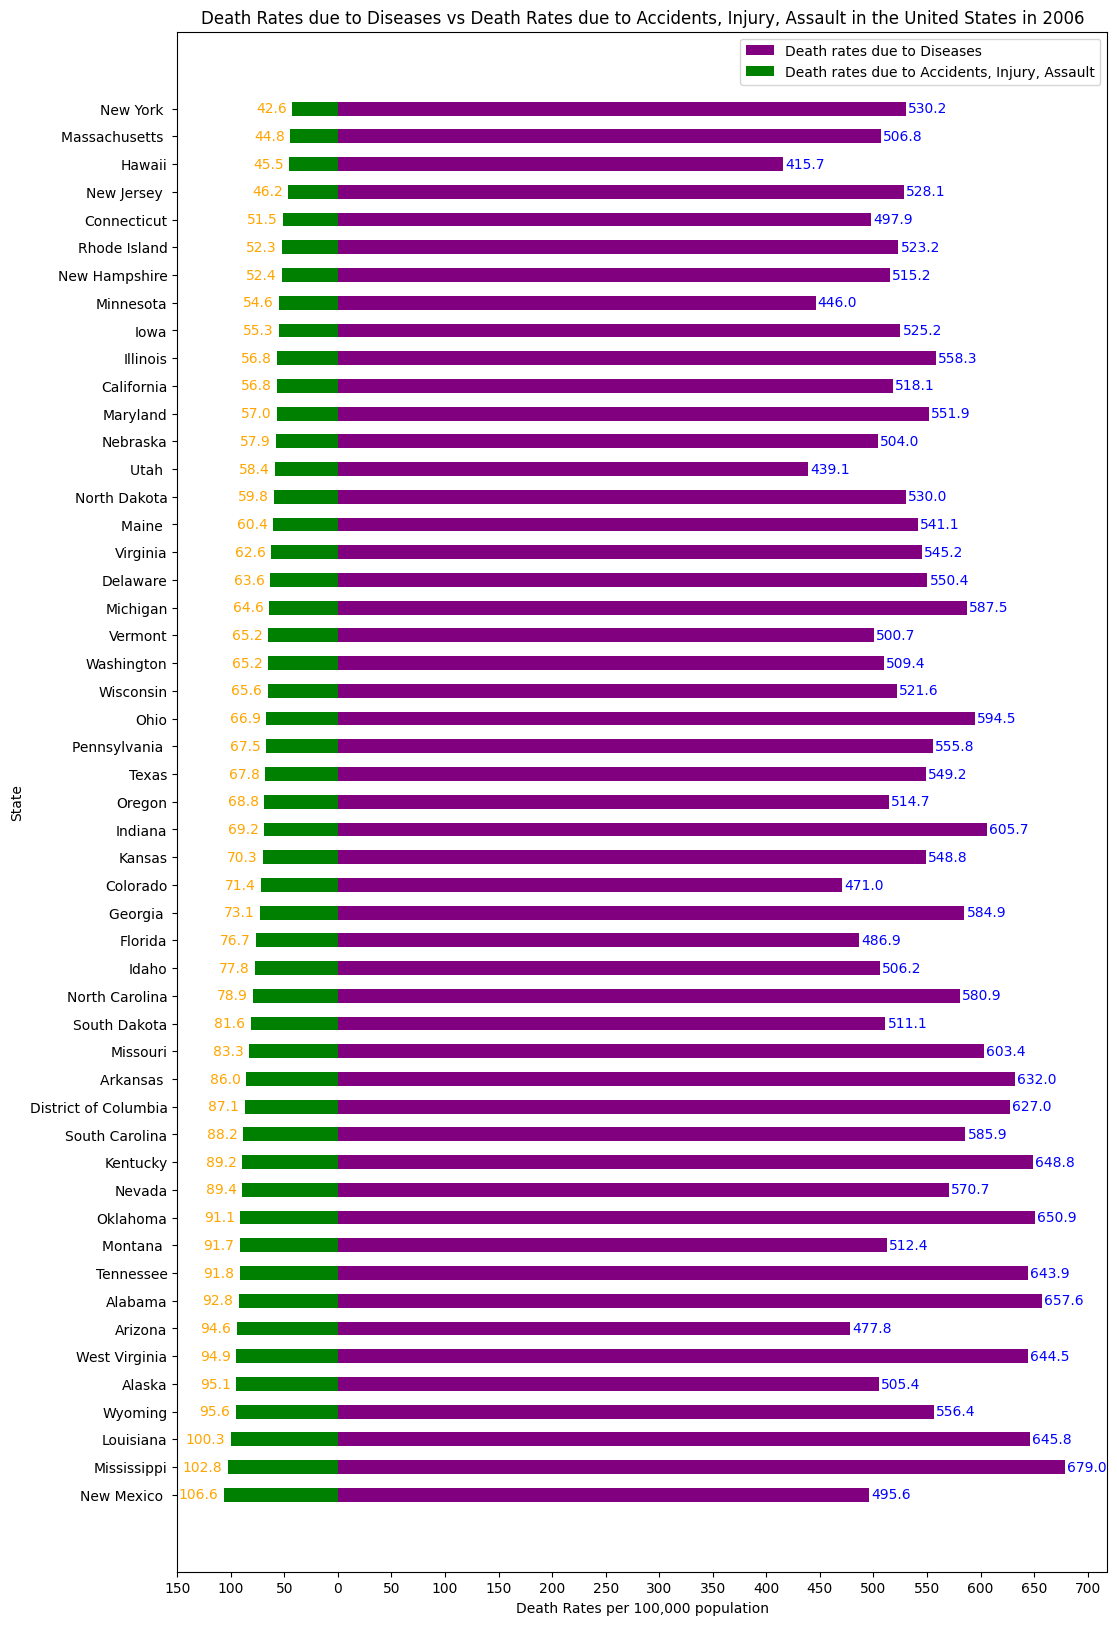 Death Rates due to Diseases vs Death Rates due to Accidents, Injury, Assault in the United States in 2006
Death rates due to Diseases
Death rates due to Accidents, Injury, Assault
New York 42.6 530.2
Massachusetts 44.8 506.8
Hawaii 45.5 415.7
New Jersey 46.2 528.1
Connecticut 51.5 497.9
Rhode Island 52.3 523.2
New Hampshire 52.4 515.2
Minnesota 54.6 446.0
Iowa 55.3 525.2
Illinois 56.8 558.3
California 56.8 518.1
Maryland 57.0 551.9
Nebraska 57.9 504.0
Utah 58.4 439.1
North Dakota 59.8 530.0
Maine 60.4 541.1
Virginia 62.6 545.2
Delaware 63.6 550.4
Michigan 64.6 587.5
Vermont 65.2 500.7
Washington 65.2 509.4
Wisconsin 65.6 521.6
Ohio 66.9 594.5
Pennsylvania 67.5 555.8
Texas 67.8 549.2
Oregon 68.8 514.7
Indiana 69.2 605.7
Kansas 70.3 548.8
Colorado 71.4 471.0
Georgia 73.1 584.9
Florida 76.7 486.9
Idaho 77.8 506.2
North Carolina 78.9 580.9
South Dakota 81.6 511.1
Missouri 83.3 603.4
Arkansas 86.0 632.0
District of Columbia 87.1 627.0
South Carolina 88.2 585.9
Kentucky 89.2 648.8
Nevada 89.4 570.7
Oklahoma 91.1 650.9
Montana 91.7 512.4
Tennessee 91.8 643.9
Alabama 92.8 657.6
Arizona 94.6 477.8
West Virginia 94.9 644.5
Alaska 95.1 505.4
Wyoming 95.6 556.4
Louisiana 100.3 645.8
Mississippi 102.8 679.0
New Mexico 106.6 495.6
State
150 100 50 0 50 100 150 200 250 300 350 400 450 500 550 600 650 700
Death Rates per 100,000 population